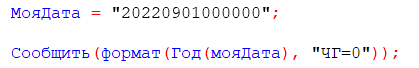 МояДата = "20220901000000";
Сообщить(формат(Год(мояДата), "ЧГ=0"));